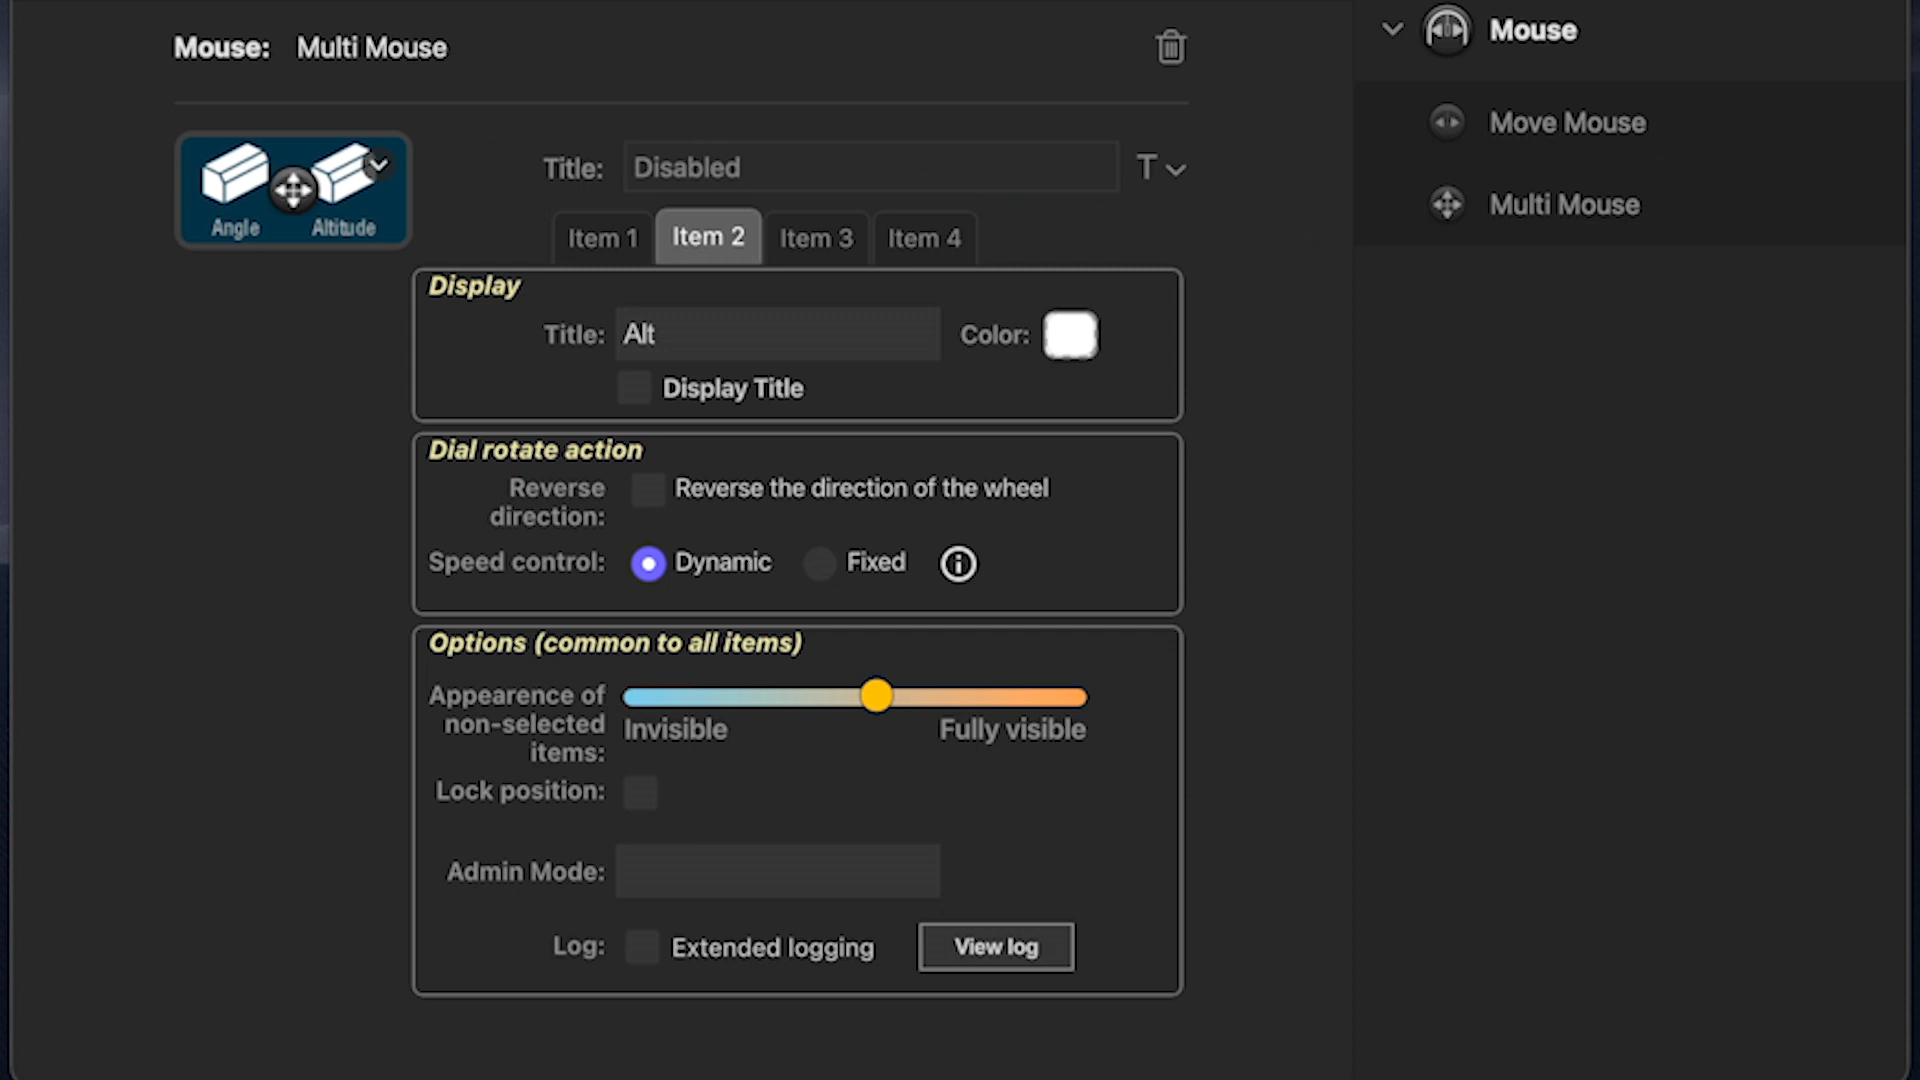 Mouse: Multi Mouse
Mouse
Move Mouse
Multi Mouse
Angle Altitude
Title: Disabled T
Item 1 Item 2 Item 3 Item 4
Display
Title: Alt Color:
Display Title
Dial rotate action
Reverse direction: Reverse the direction of the wheel
Speed control: Dynamic Fixed
Options (common to all items)
Appearence of
non-selected
items:
Invisible Fully visible
Lock position:
Admin Mode:
Log: Extended logging View log